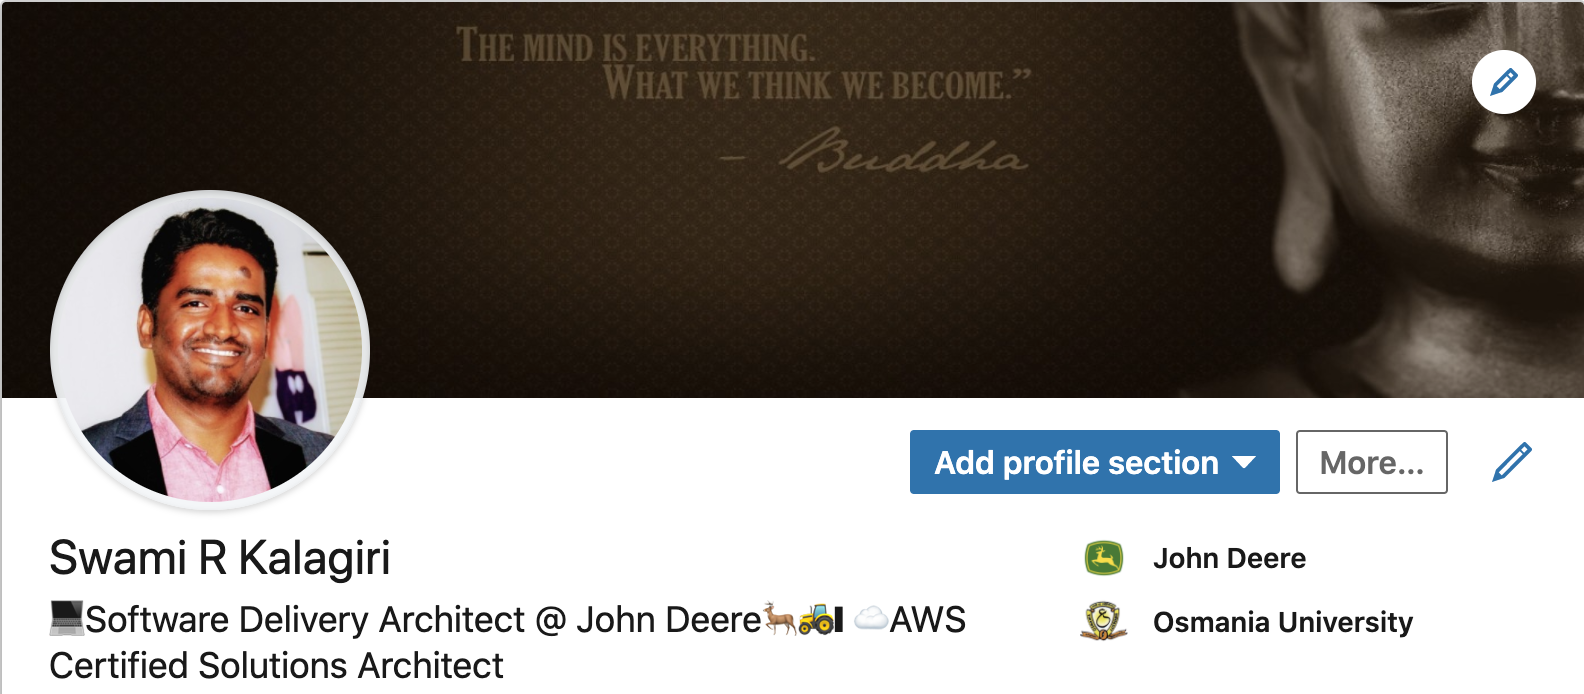 THE MIND IS EVERYTHING.
WHAT WE THINK WE BECOME.”
– Buddha
Add profile section
More...
Swami R Kalagiri
💻Software Delivery Architect @ John Deere🦌🚜| ☁️AWS
Certified Solutions Architect
John Deere
Osmania University